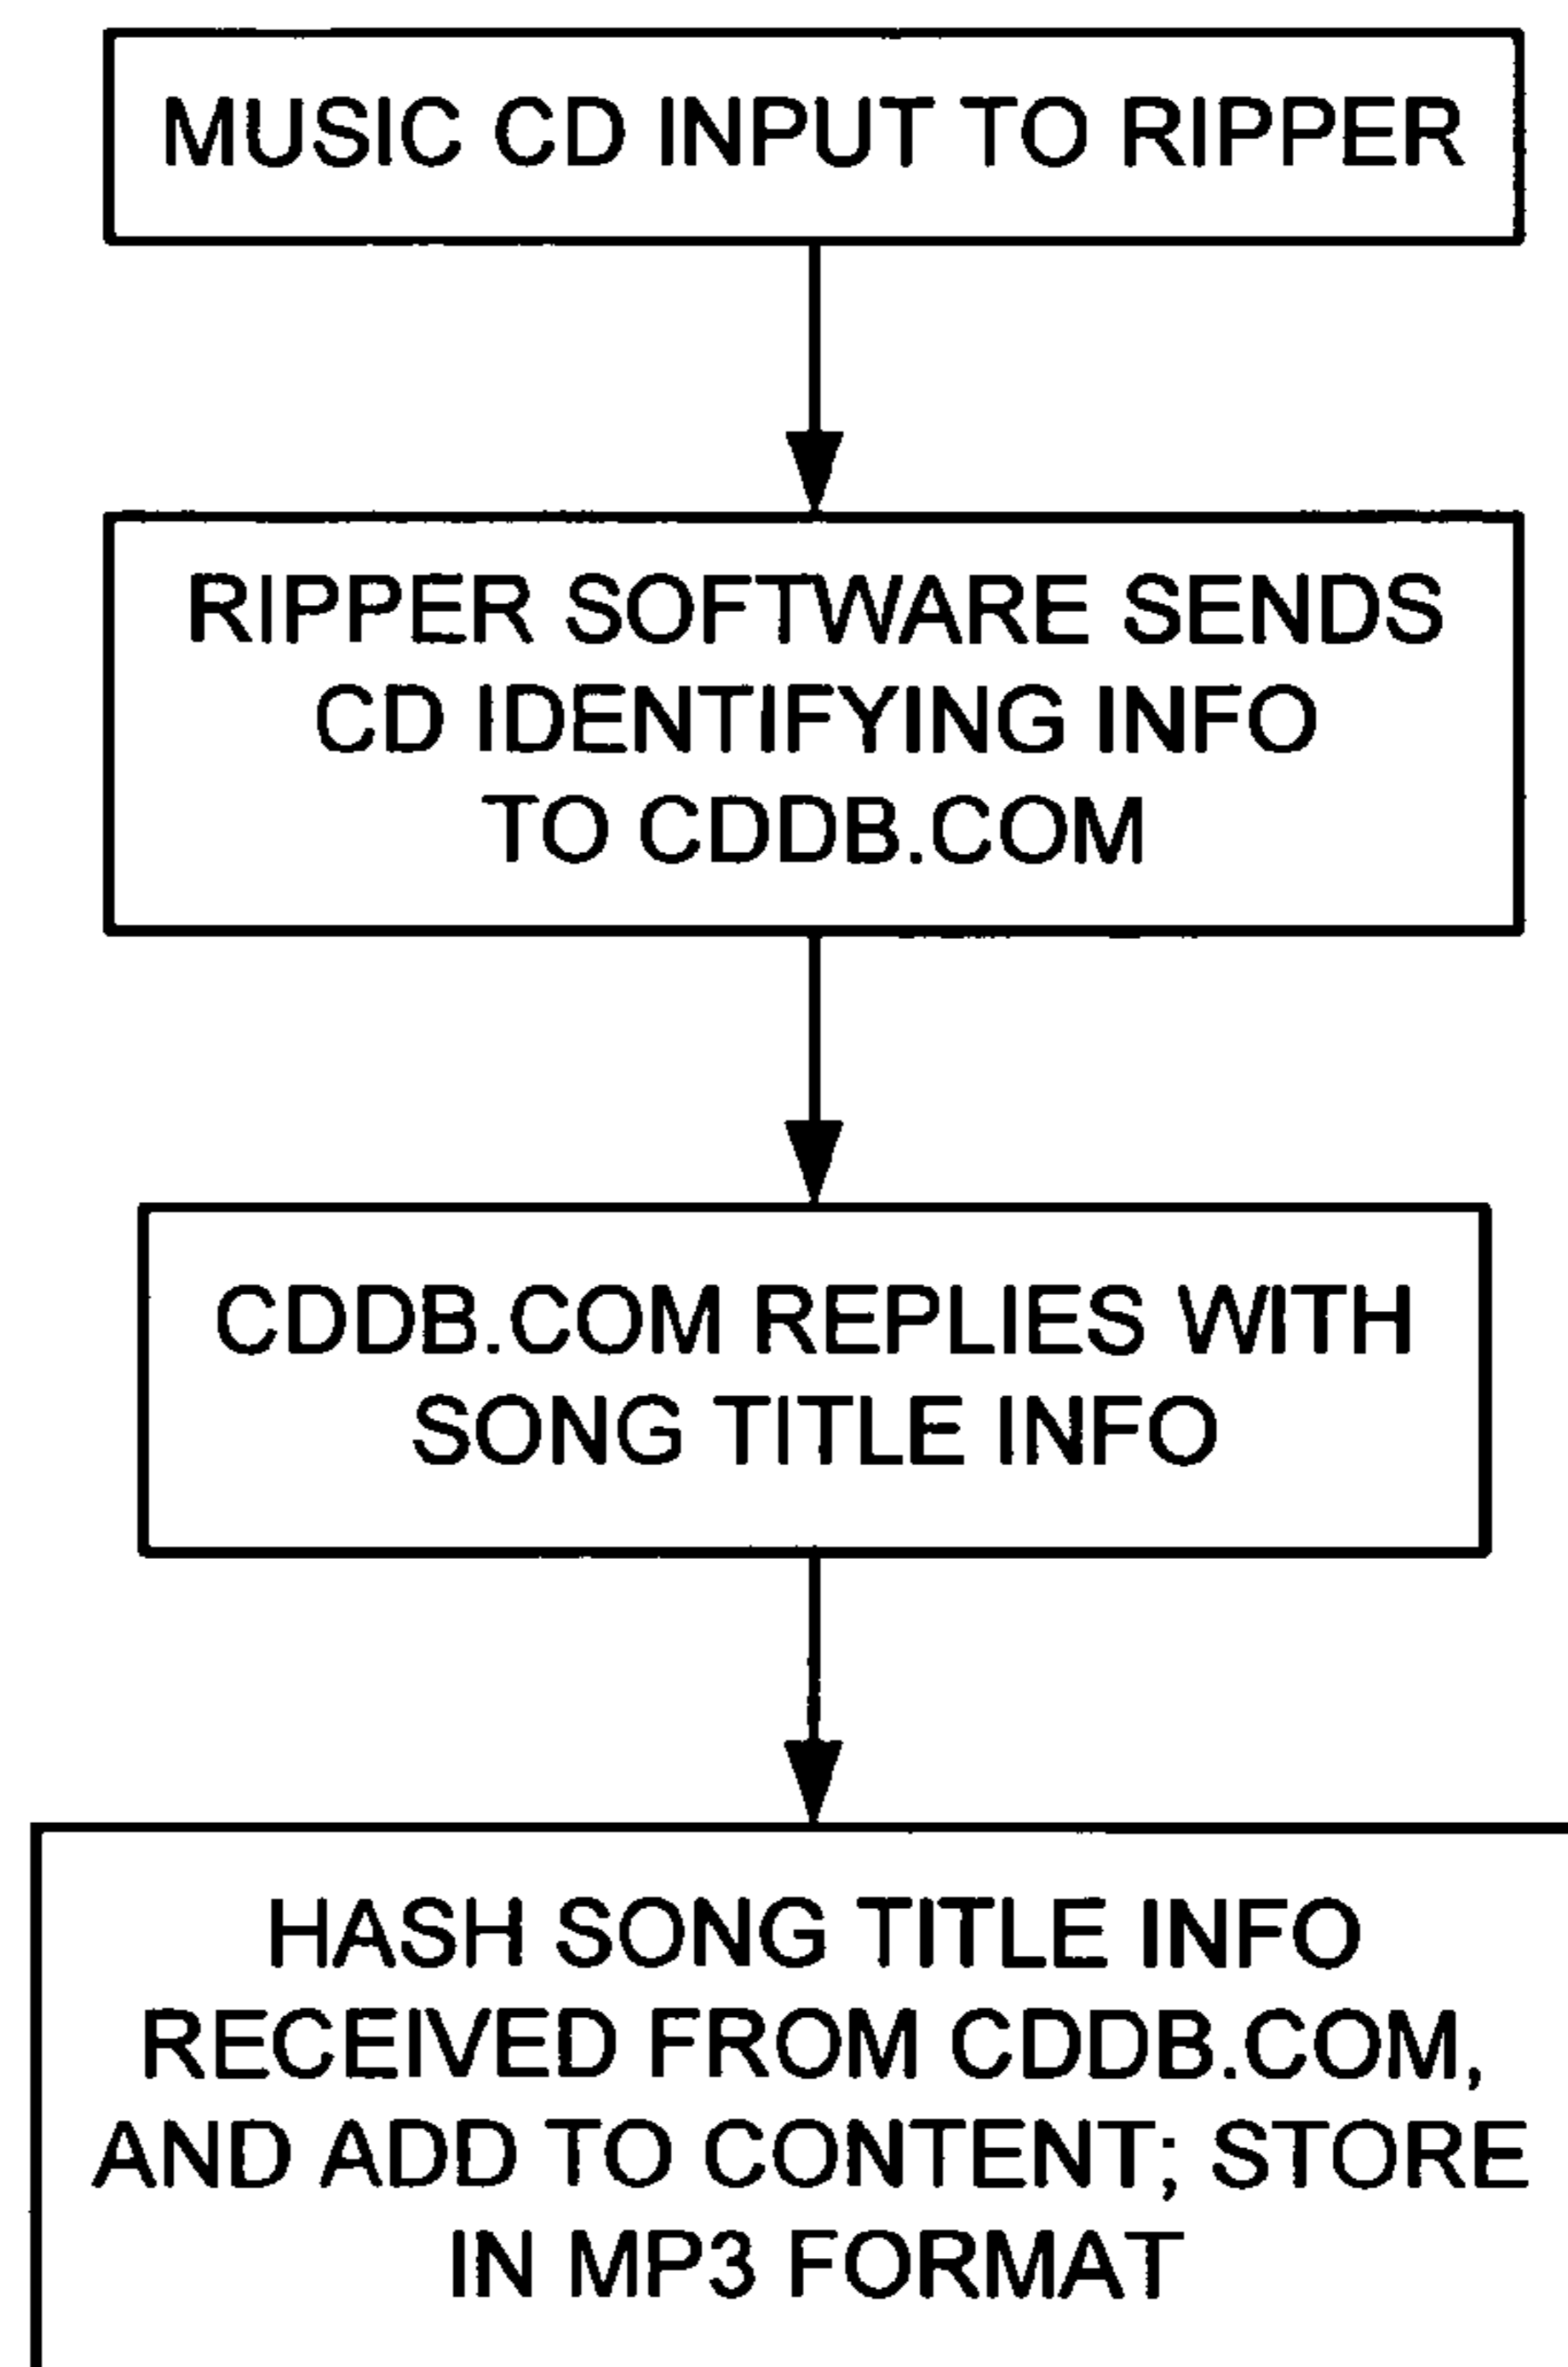 MUSIC CD INPUT TO RIPPER
RIPPER SOFTWARE SENDS
CD IDENTIFYING INFO
TO CDDB.COM
CDDB.COM REPLIES WITH
SONG TITLE INFO
HASH SONG TITLE INFO
RECEIVED FROM CDDB.COM,
AND ADD TO CONTENT; STORE
IN MP3 FORMAT